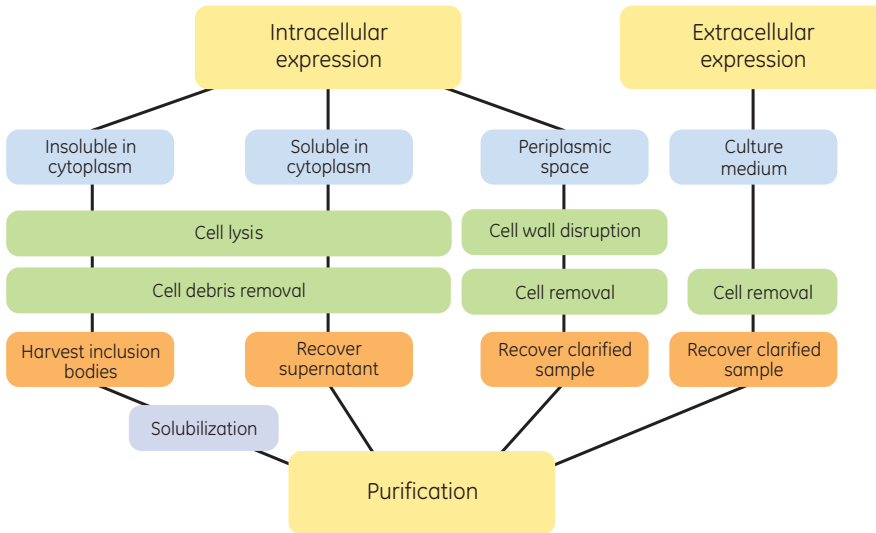 Intracellular
expression
Extracellular
expression
Insoluble in
cytoplasm
Soluble in
cytoplasm
Periplasmic
space
Culture
medium
Cell lysis
Cell wall disruption
Cell debris removal
Cell removal
Cell removal
Harvest inclusion
bodies
Recover
supernatant
Recover clarified
sample
Recover clarified
sample
Solubilization
Purification